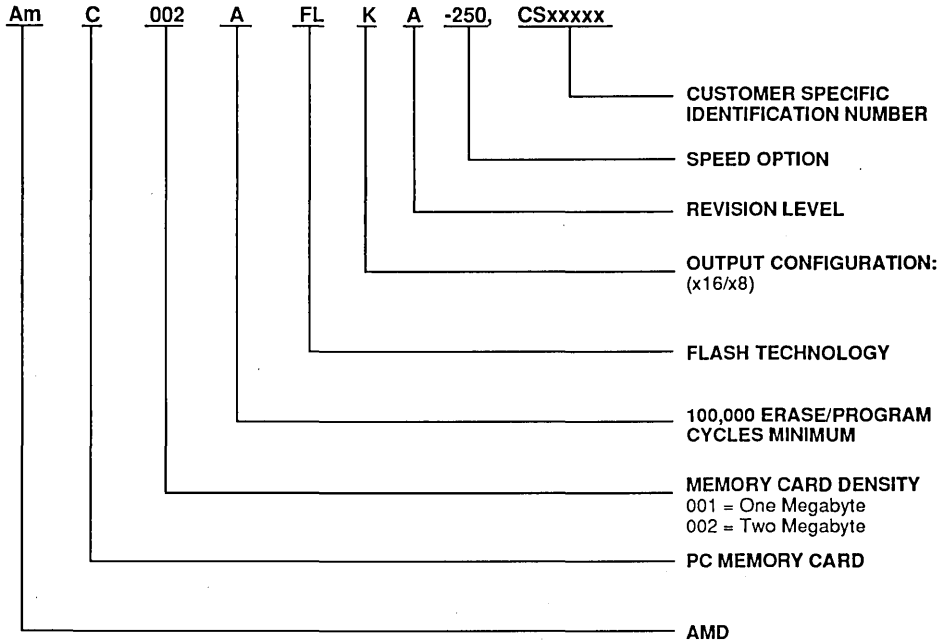 Am C 002 A FL K A -250, CSxxxxx
CUSTOMER SPECIFIC
IDENTIFICATION NUMBER
SPEED OPTION
REVISION LEVEL
OUTPUT CONFIGURATION:
(x16/x8)
FLASH TECHNOLOGY
100,000 ERASE/PROGRAM
CYCLES MINIMUM
MEMORY CARD DENSITY
001 = One Megabyte
002 = Two Megabyte
PC MEMORY CARD
AMD